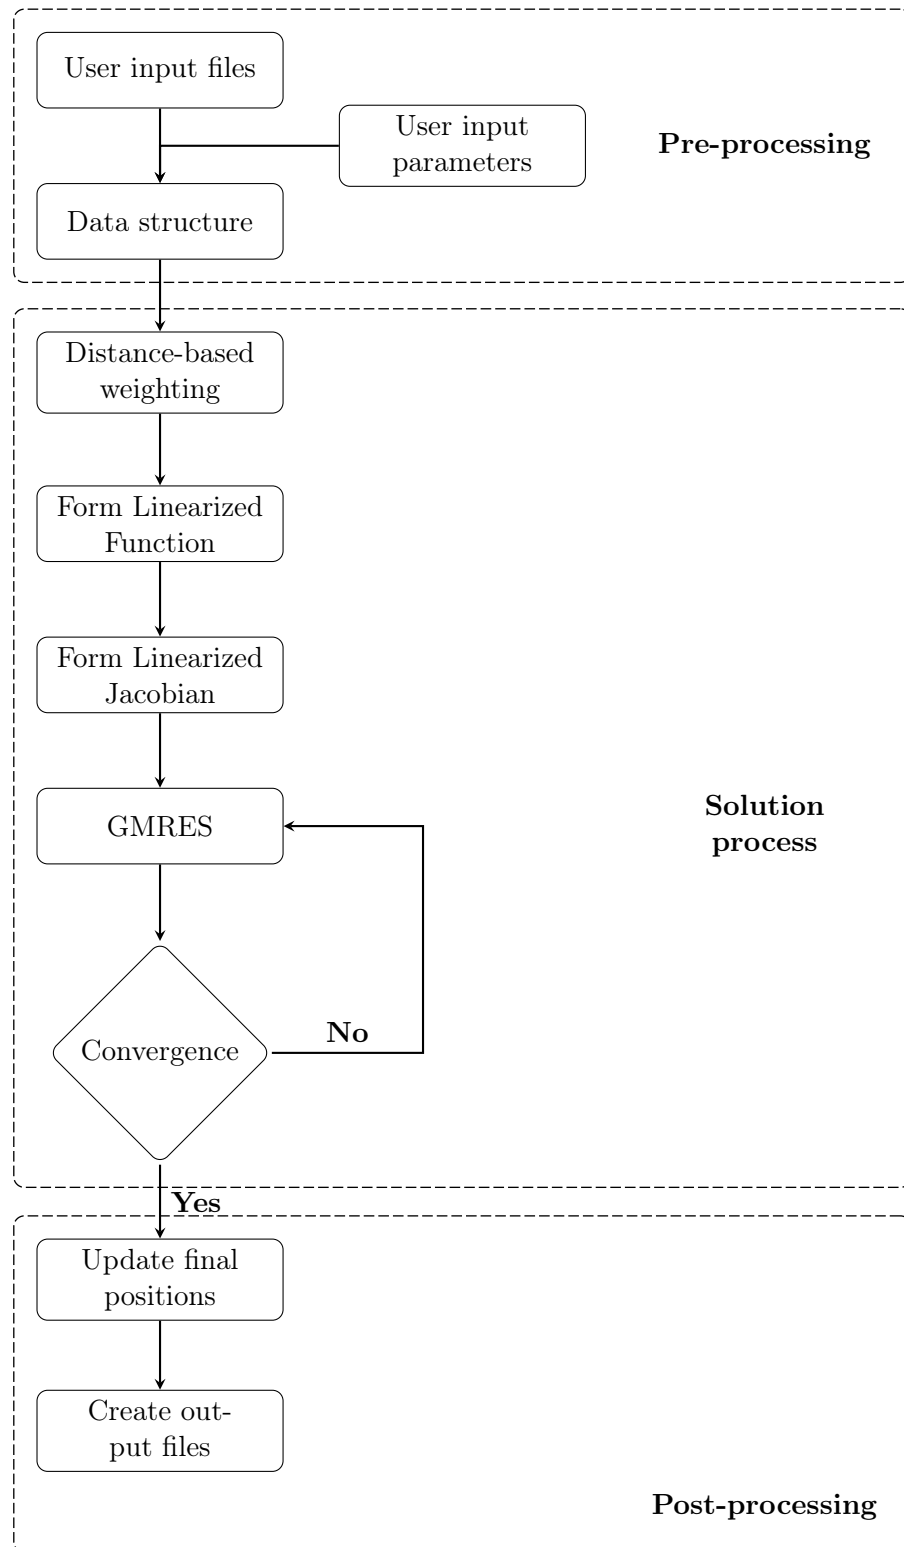 User input files
User input
parameters
Pre-processing
Data structure
Distance-based
weighting
Form Linearized
Function
Form Linearized
Jacobian
GMRES
Solution
process
Convergence
No
Yes
Update final
positions
Create out-
put files
Post-processing